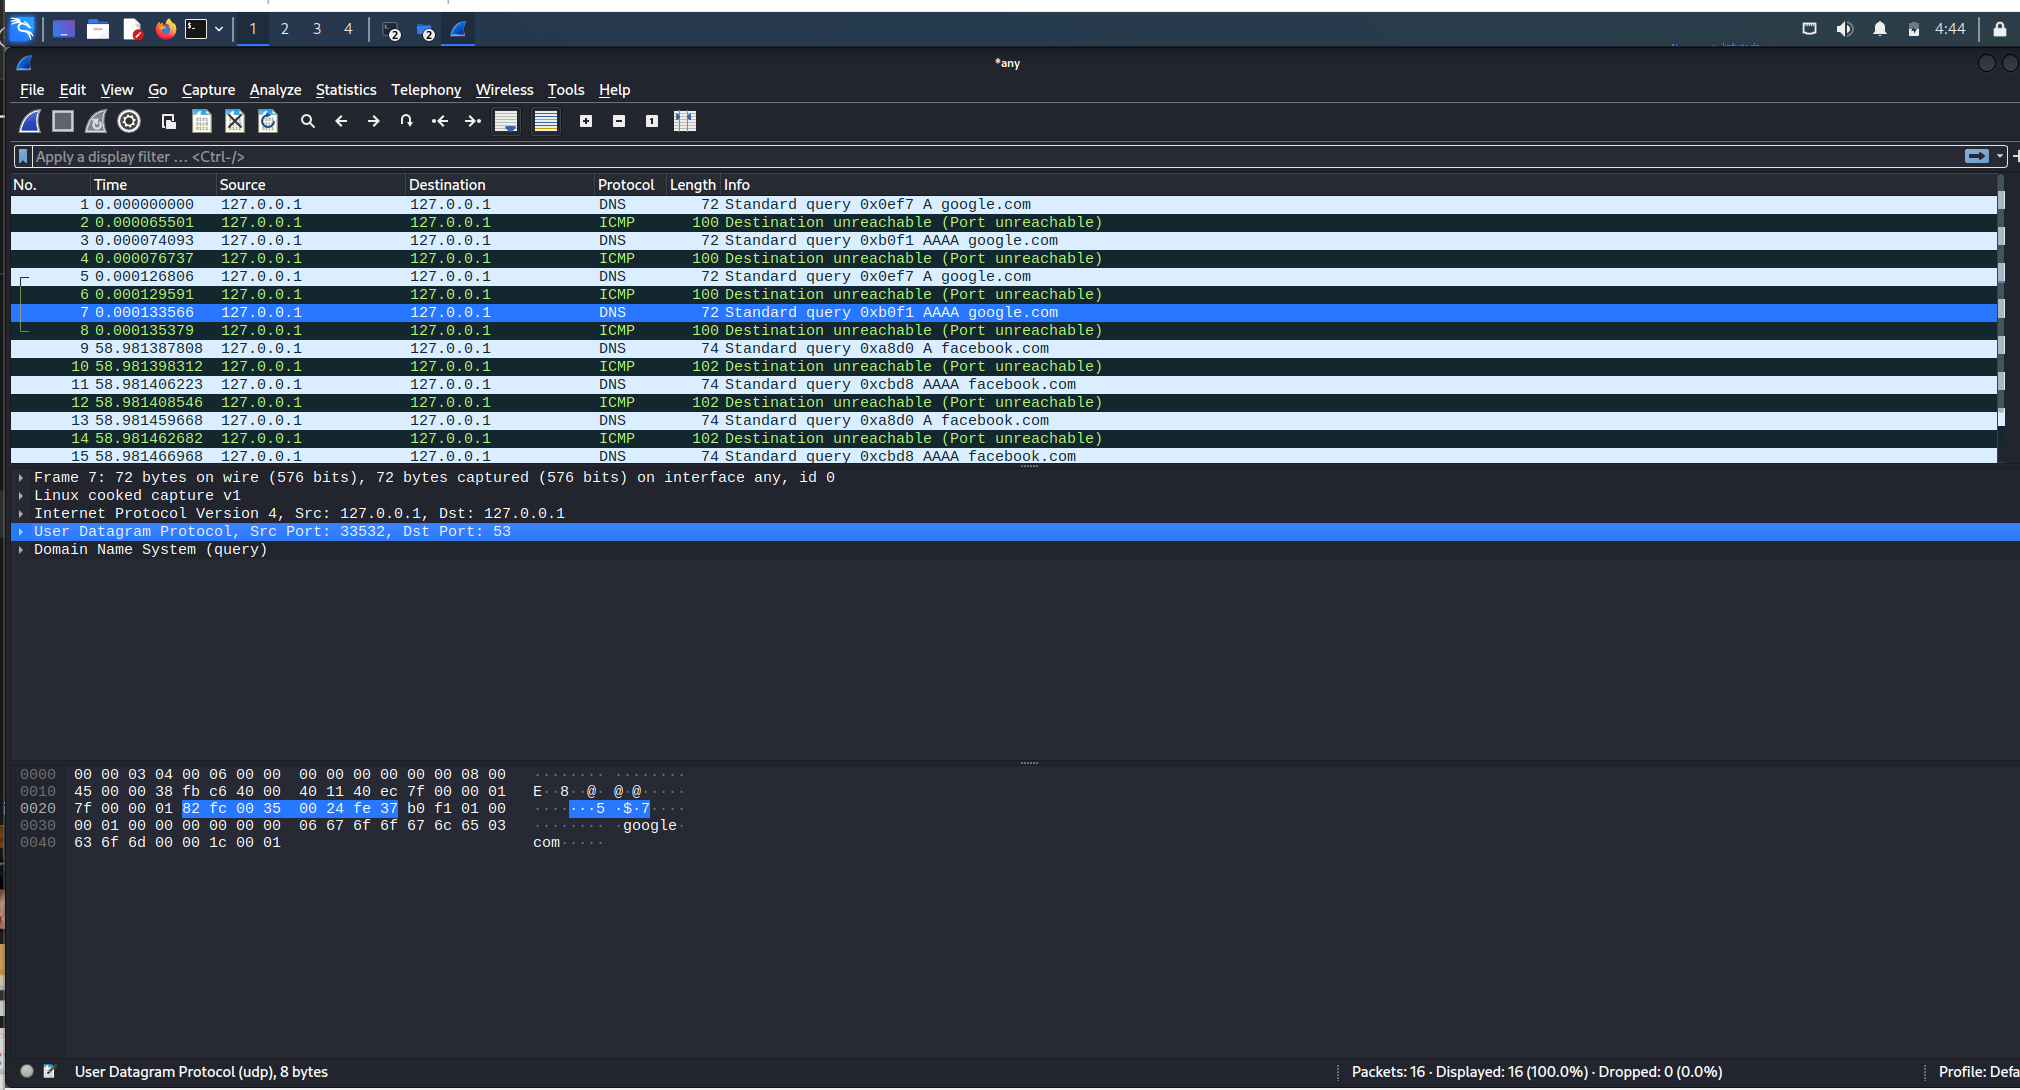 1 2 3 4 2 2 4:44
*any
File Edit View Go Capture Analyze Statistics Telephony Wireless Tools Help
Apply a display filter … <Ctrl-/>
No. Time Source Destination Protocol Length Info
1 0.000000000 127.0.0.1 127.0.0.1 DNS 72 Standard query 0x0ef7 A google.com
2 0.000065501 127.0.0.1 127.0.0.1 ICMP 100 Destination unreachable (Port unreachable)
3 0.000074093 127.0.0.1 127.0.0.1 DNS 72 Standard query 0xb0f1 AAAA google.com
4 0.000076737 127.0.0.1 127.0.0.1 ICMP 100 Destination unreachable (Port unreachable)
5 0.000126806 127.0.0.1 127.0.0.1 DNS 72 Standard query 0x0ef7 A google.com
6 0.000129591 127.0.0.1 127.0.0.1 ICMP 100 Destination unreachable (Port unreachable)
7 0.000133566 127.0.0.1 127.0.0.1 DNS 72 Standard query 0xb0f1 AAAA google.com
8 0.000135379 127.0.0.1 127.0.0.1 ICMP 100 Destination unreachable (Port unreachable)
9 58.981387808 127.0.0.1 127.0.0.1 DNS 74 Standard query 0xa8d0 A facebook.com
10 58.981398312 127.0.0.1 127.0.0.1 ICMP 102 Destination unreachable (Port unreachable)
11 58.981406223 127.0.0.1 127.0.0.1 DNS 74 Standard query 0xcbd8 AAAA facebook.com
12 58.981408546 127.0.0.1 127.0.0.1 ICMP 102 Destination unreachable (Port unreachable)
13 58.981459668 127.0.0.1 127.0.0.1 DNS 74 Standard query 0xa8d0 A facebook.com
14 58.981462682 127.0.0.1 127.0.0.1 ICMP 102 Destination unreachable (Port unreachable)
15 58.981466968 127.0.0.1 127.0.0.1 DNS 74 Standard query 0xcbd8 AAAA facebook.com
Frame 7: 72 bytes on wire (576 bits), 72 bytes captured (576 bits) on interface any, id 0
Linux cooked capture v1
Internet Protocol Version 4, Src: 127.0.0.1, Dst: 127.0.0.1
User Datagram Protocol, Src Port: 33532, Dst Port: 53
Domain Name System (query)
0000 00 00 03 04 00 06 00 00 00 00 00 00 00 00 08 00 ········ ········
0010 45 00 00 38 fb c6 40 00 40 11 40 ec 7f 00 00 01 E··8··@· @·@·····
0020 7f 00 00 01 82 fc 00 35 00 24 fe 37 b0 f1 01 00 ·······5 ·$·7····
0030 00 01 00 00 00 00 00 00 06 67 6f 6f 67 6c 65 03 ········ ·google·
0040 63 6f 6d 00 00 1c 00 01 com·····
User Datagram Protocol (udp), 8 bytes Packets: 16 · Displayed: 16 (100.0%) · Dropped: 0 (0.0%) Profile: Defa